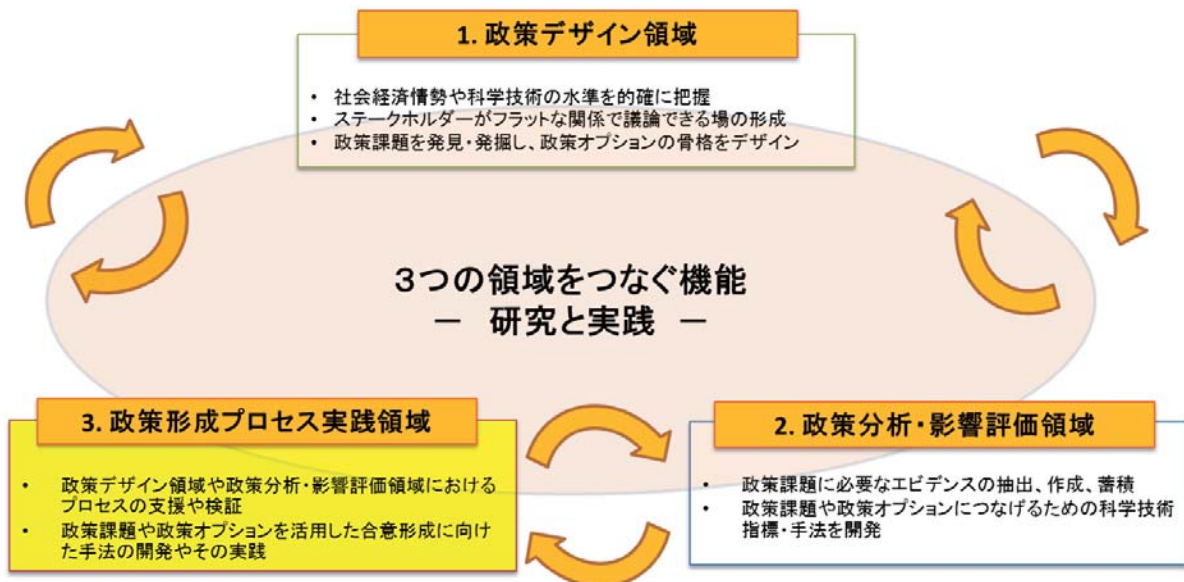 1. 政策デザイン領域
• 社会経済情勢や科学技術の水準を的確に把握
• ステークホルダーがフラットな関係で議論できる場の形成
• 政策課題を発見・発掘し、政策オプションの骨格をデザイン
3つの領域をつなぐ機能
－ 研究と実践 －
3. 政策形成プロセス実践領域
• 政策デザイン領域や政策分析・影響評価領域における
プロセスの支援や検証
• 政策課題や政策オプションを活用した合意形成に向け
た手法の開発やその実践
2. 政策分析・影響評価領域
• 政策課題に必要なエビデンスの抽出、作成、蓄積
• 政策課題や政策オプションにつなげるための科学技術
指標・手法を開発